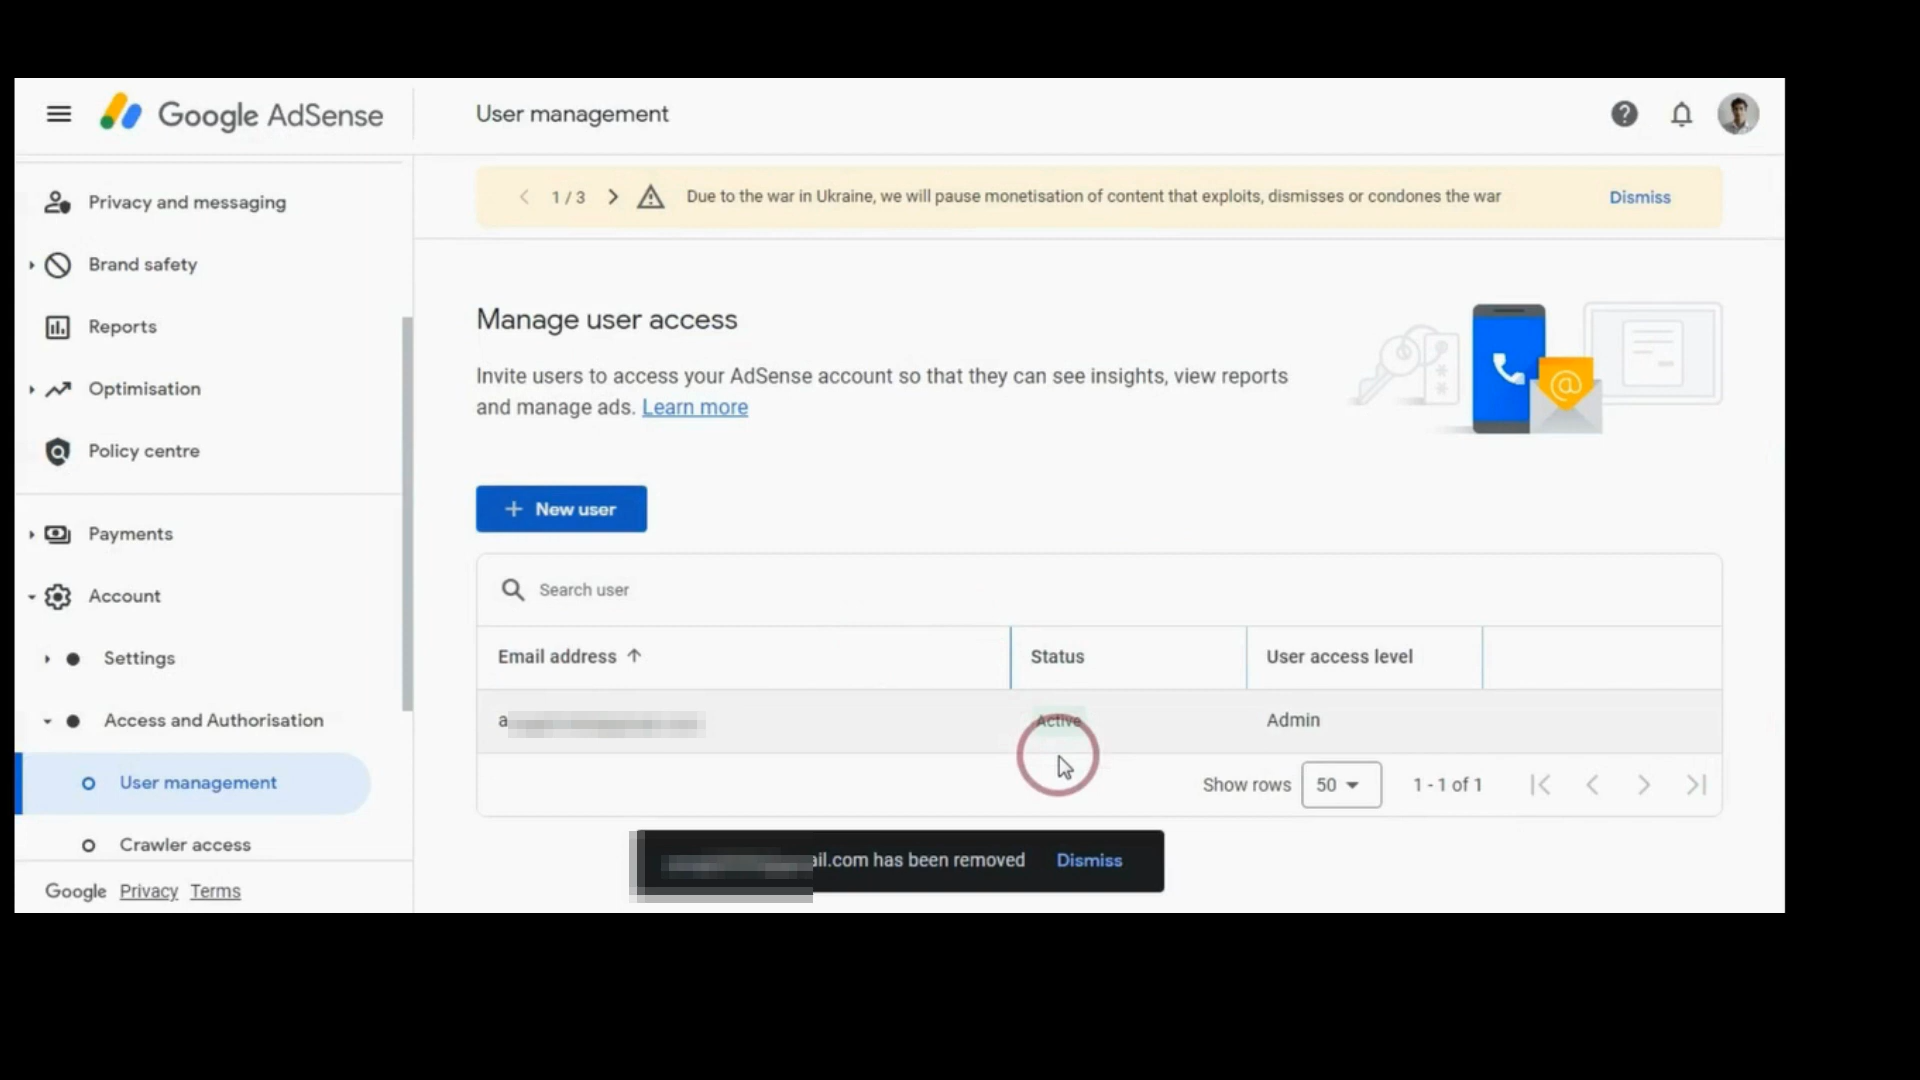 Google AdSense
User management
Privacy and messaging
Brand safety
Reports
Optimisation
Policy centre
Payments
Account
Settings
Access and Authorisation
User management
Crawler access
Google Privacy Terms
1 / 3 Due to the war in Ukraine, we will pause monetisation of content that exploits, dismisses or condones the war Dismiss
Manage user access
Invite users to access your AdSense account so that they can see insights, view reports
and manage ads. Learn more
+ New user
Search user
Email address Status User access level
a Active Admin
Show rows 50 1 - 1 of 1
ail.com has been removed Dismiss